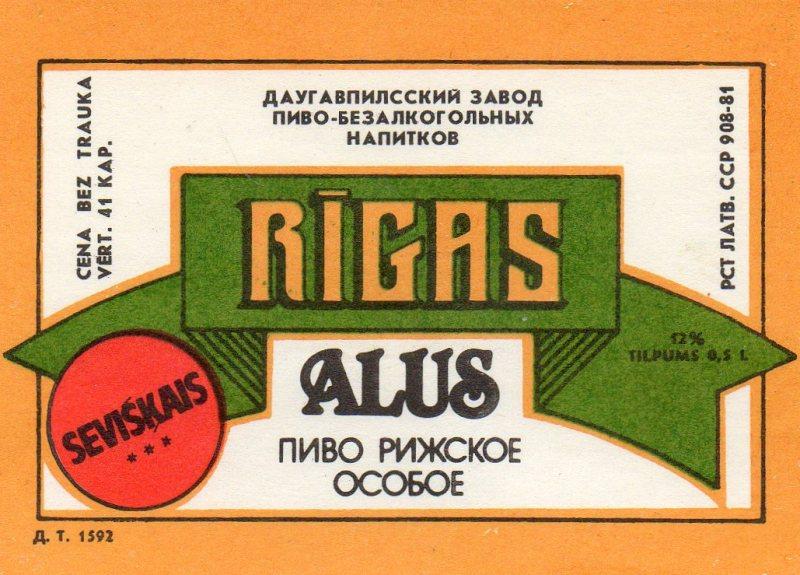 ДАУГАВПИЛССКИЙ ЗАВОД
ПИВО-БЕЗАЛКОГОЛЬНЫХ
НАПИТКОВ
CENA BEZ TRAUKA
VĒRT. 41 KAP.
РСТ ЛАТВ. ССР 908-81
RĪGAS
12%
TILPUMS 0,5 L
ALUS
SEVIŠĶAIS
***
ПИВО РИЖСКОЕ
ОСОБОЕ
Д. Т. 1592